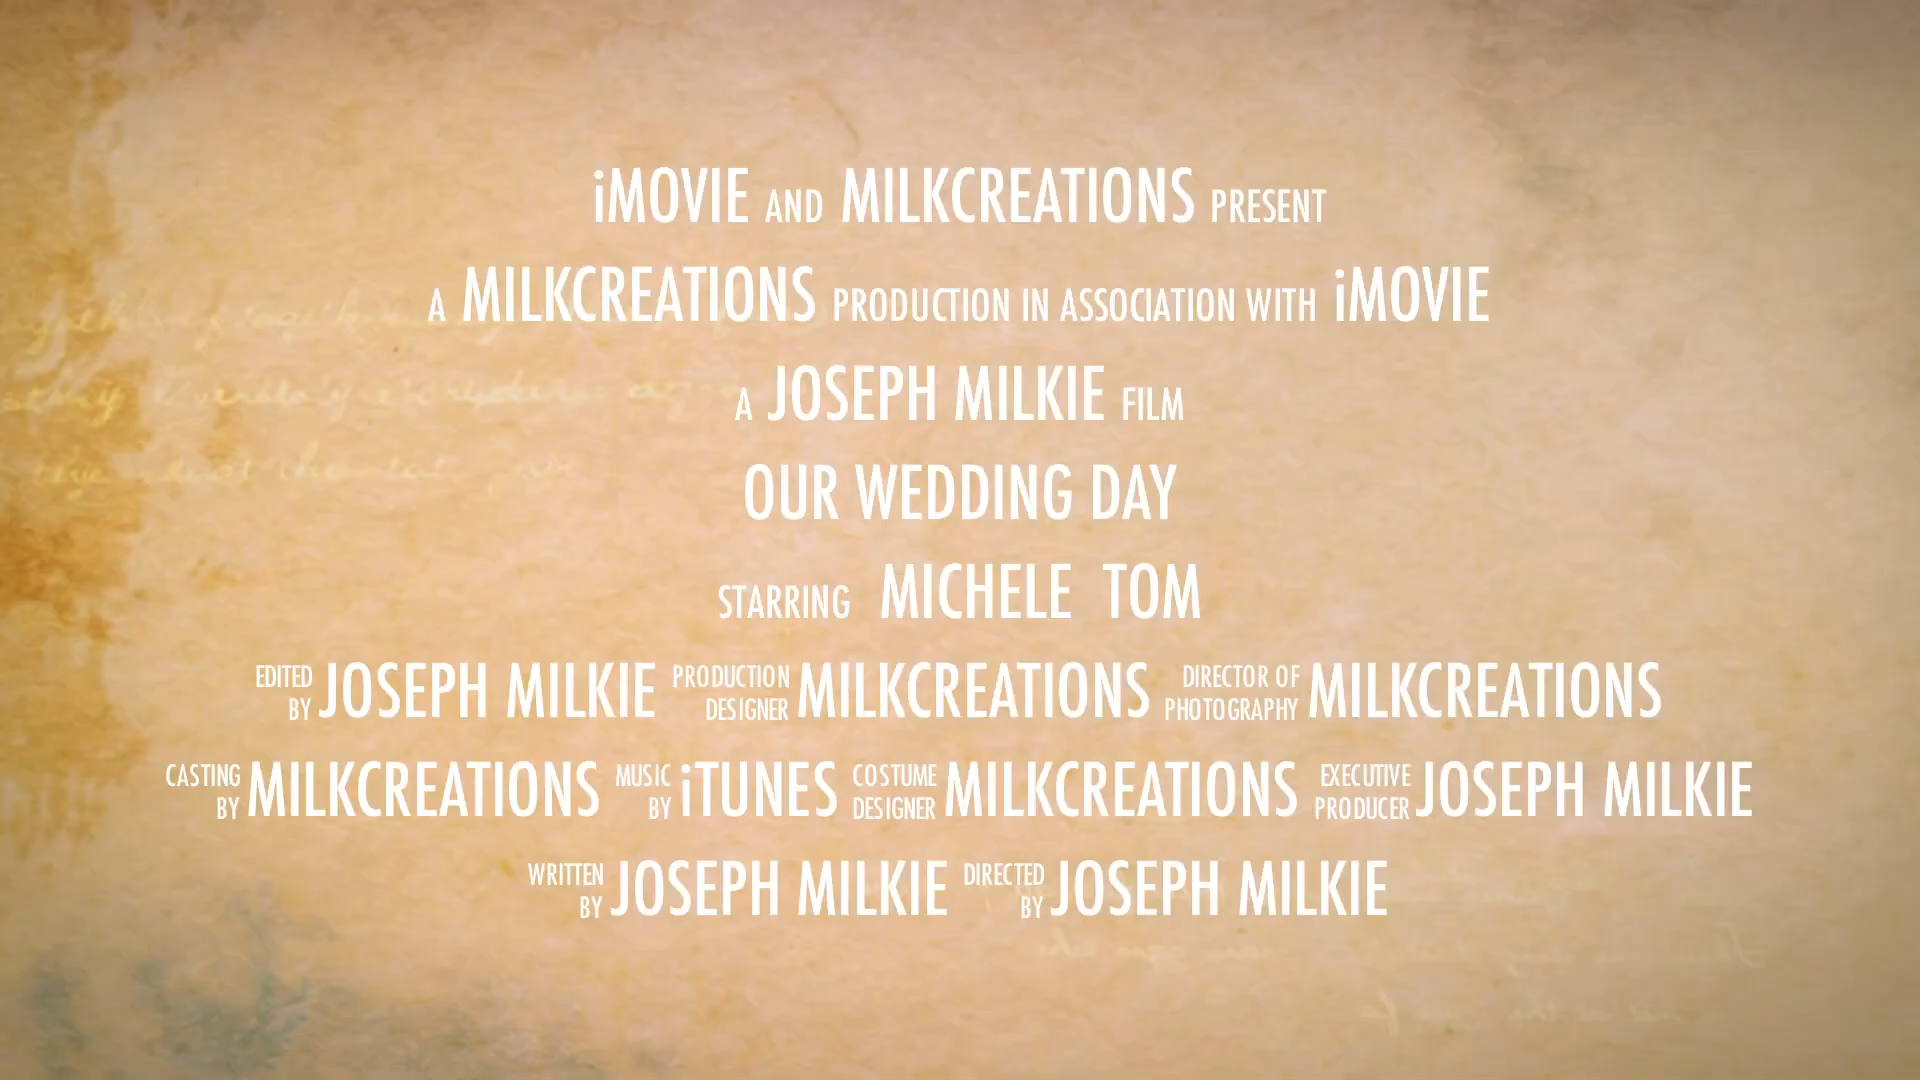 iMOVIE AND MILKCREATIONS PRESENT
A MILKCREATIONS PRODUCTION IN ASSOCIATION WITH iMOVIE
A JOSEPH MILKIE FILM
OUR WEDDING DAY
STARRING MICHELE TOM
EDITED BY JOSEPH MILKIE PRODUCTION DESIGNER MILKCREATIONS DIRECTOR OF PHOTOGRAPHY MILKCREATIONS
CASTING BY MILKCREATIONS MUSIC BY iTUNES COSTUME DESIGNER MILKCREATIONS EXECUTIVE PRODUCER JOSEPH MILKIE
WRITTEN BY JOSEPH MILKIE DIRECTED BY JOSEPH MILKIE